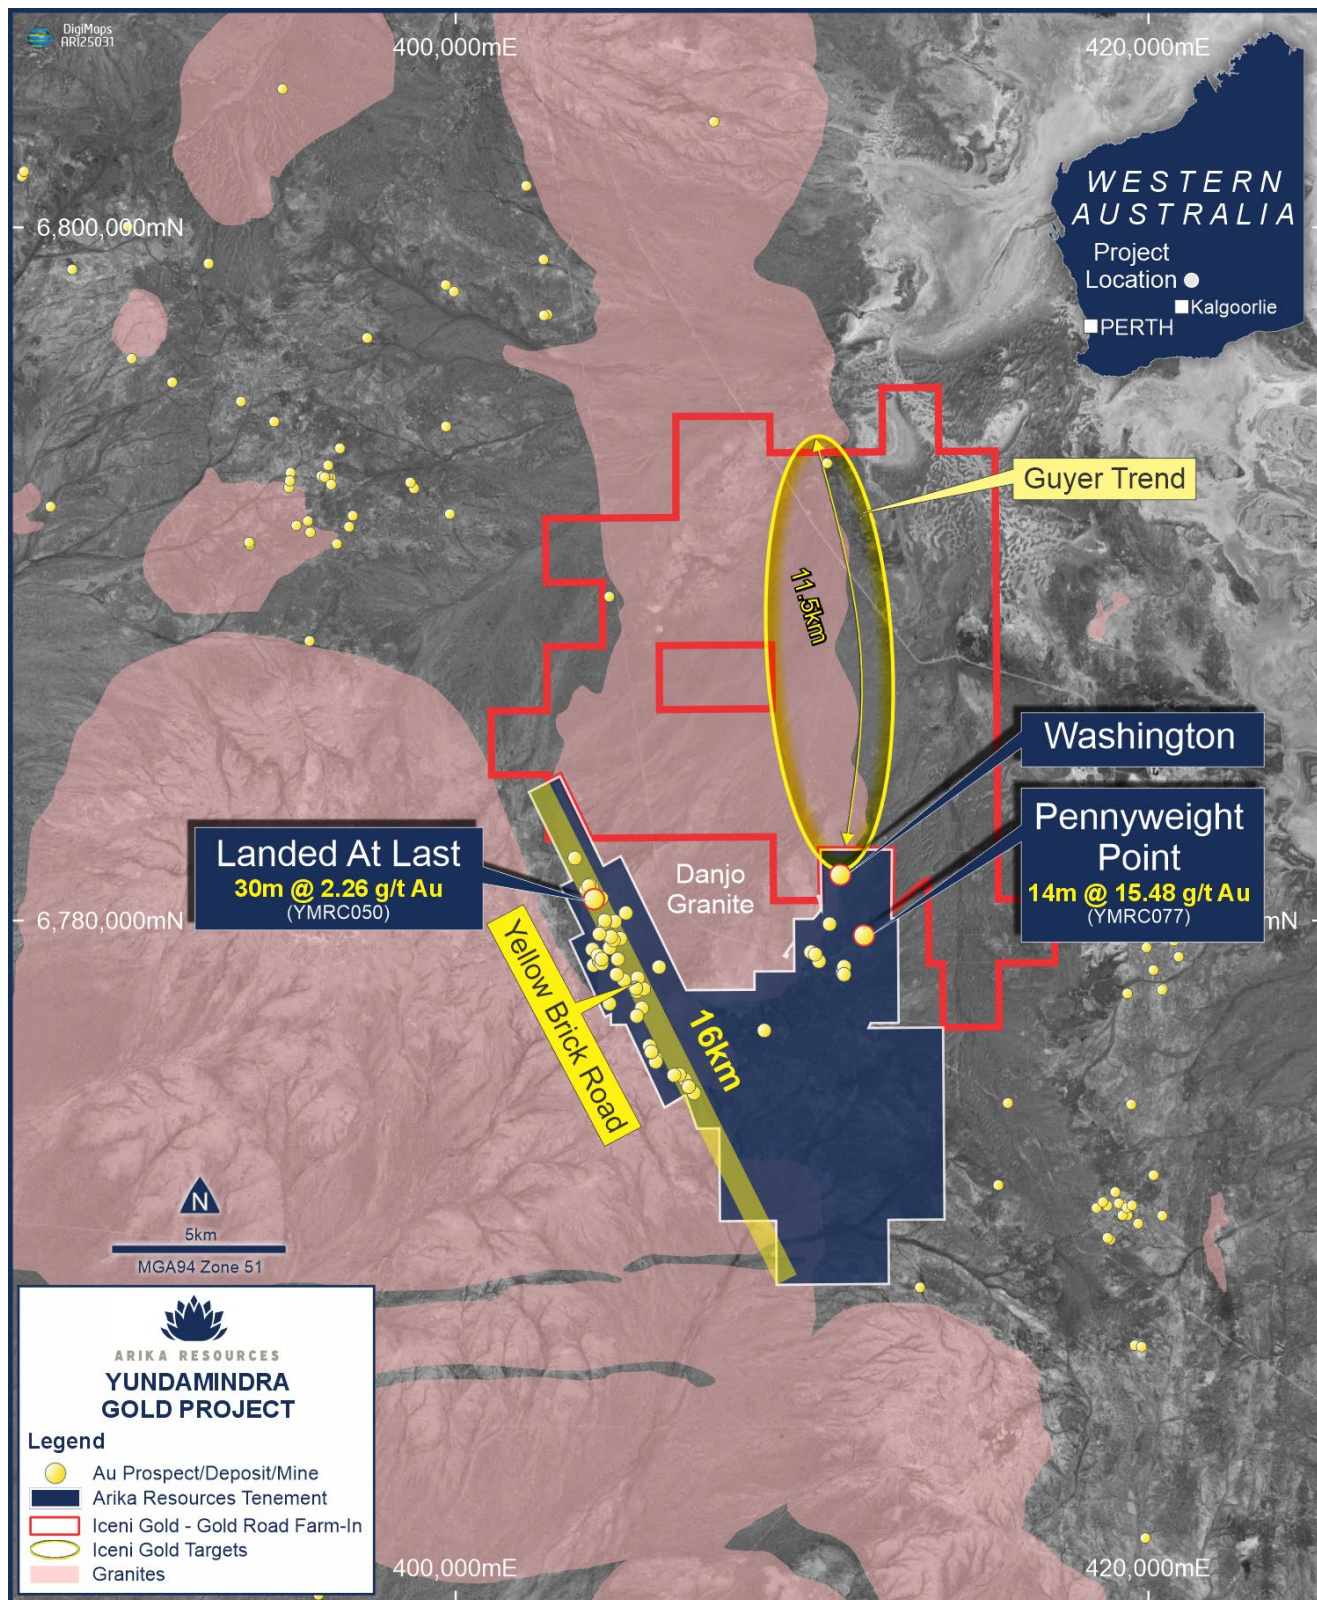 DigiMaps
ARI25031
400,000mE
420,000mE
6,800,000mN
WESTERN
AUSTRALIA
Project
Location
Kalgoorlie
PERTH
Guyer Trend
11.5km
Washington
Pennyweight
Point
14m @ 15.48 g/t Au
(YMRC077)
Landed At Last
30m @ 2.26 g/t Au
(YMRC050)
Danjo
Granite
6,780,000mN
mN
Yellow Brick Road
16km
N
5km
MGA94 Zone 51
ARIKA RESOURCES
YUNDAMINDRA
GOLD PROJECT
Legend
Au Prospect/Deposit/Mine
Arika Resources Tenement
Iceni Gold - Gold Road Farm-In
Iceni Gold Targets
Granites
400,000mE
420,000mE